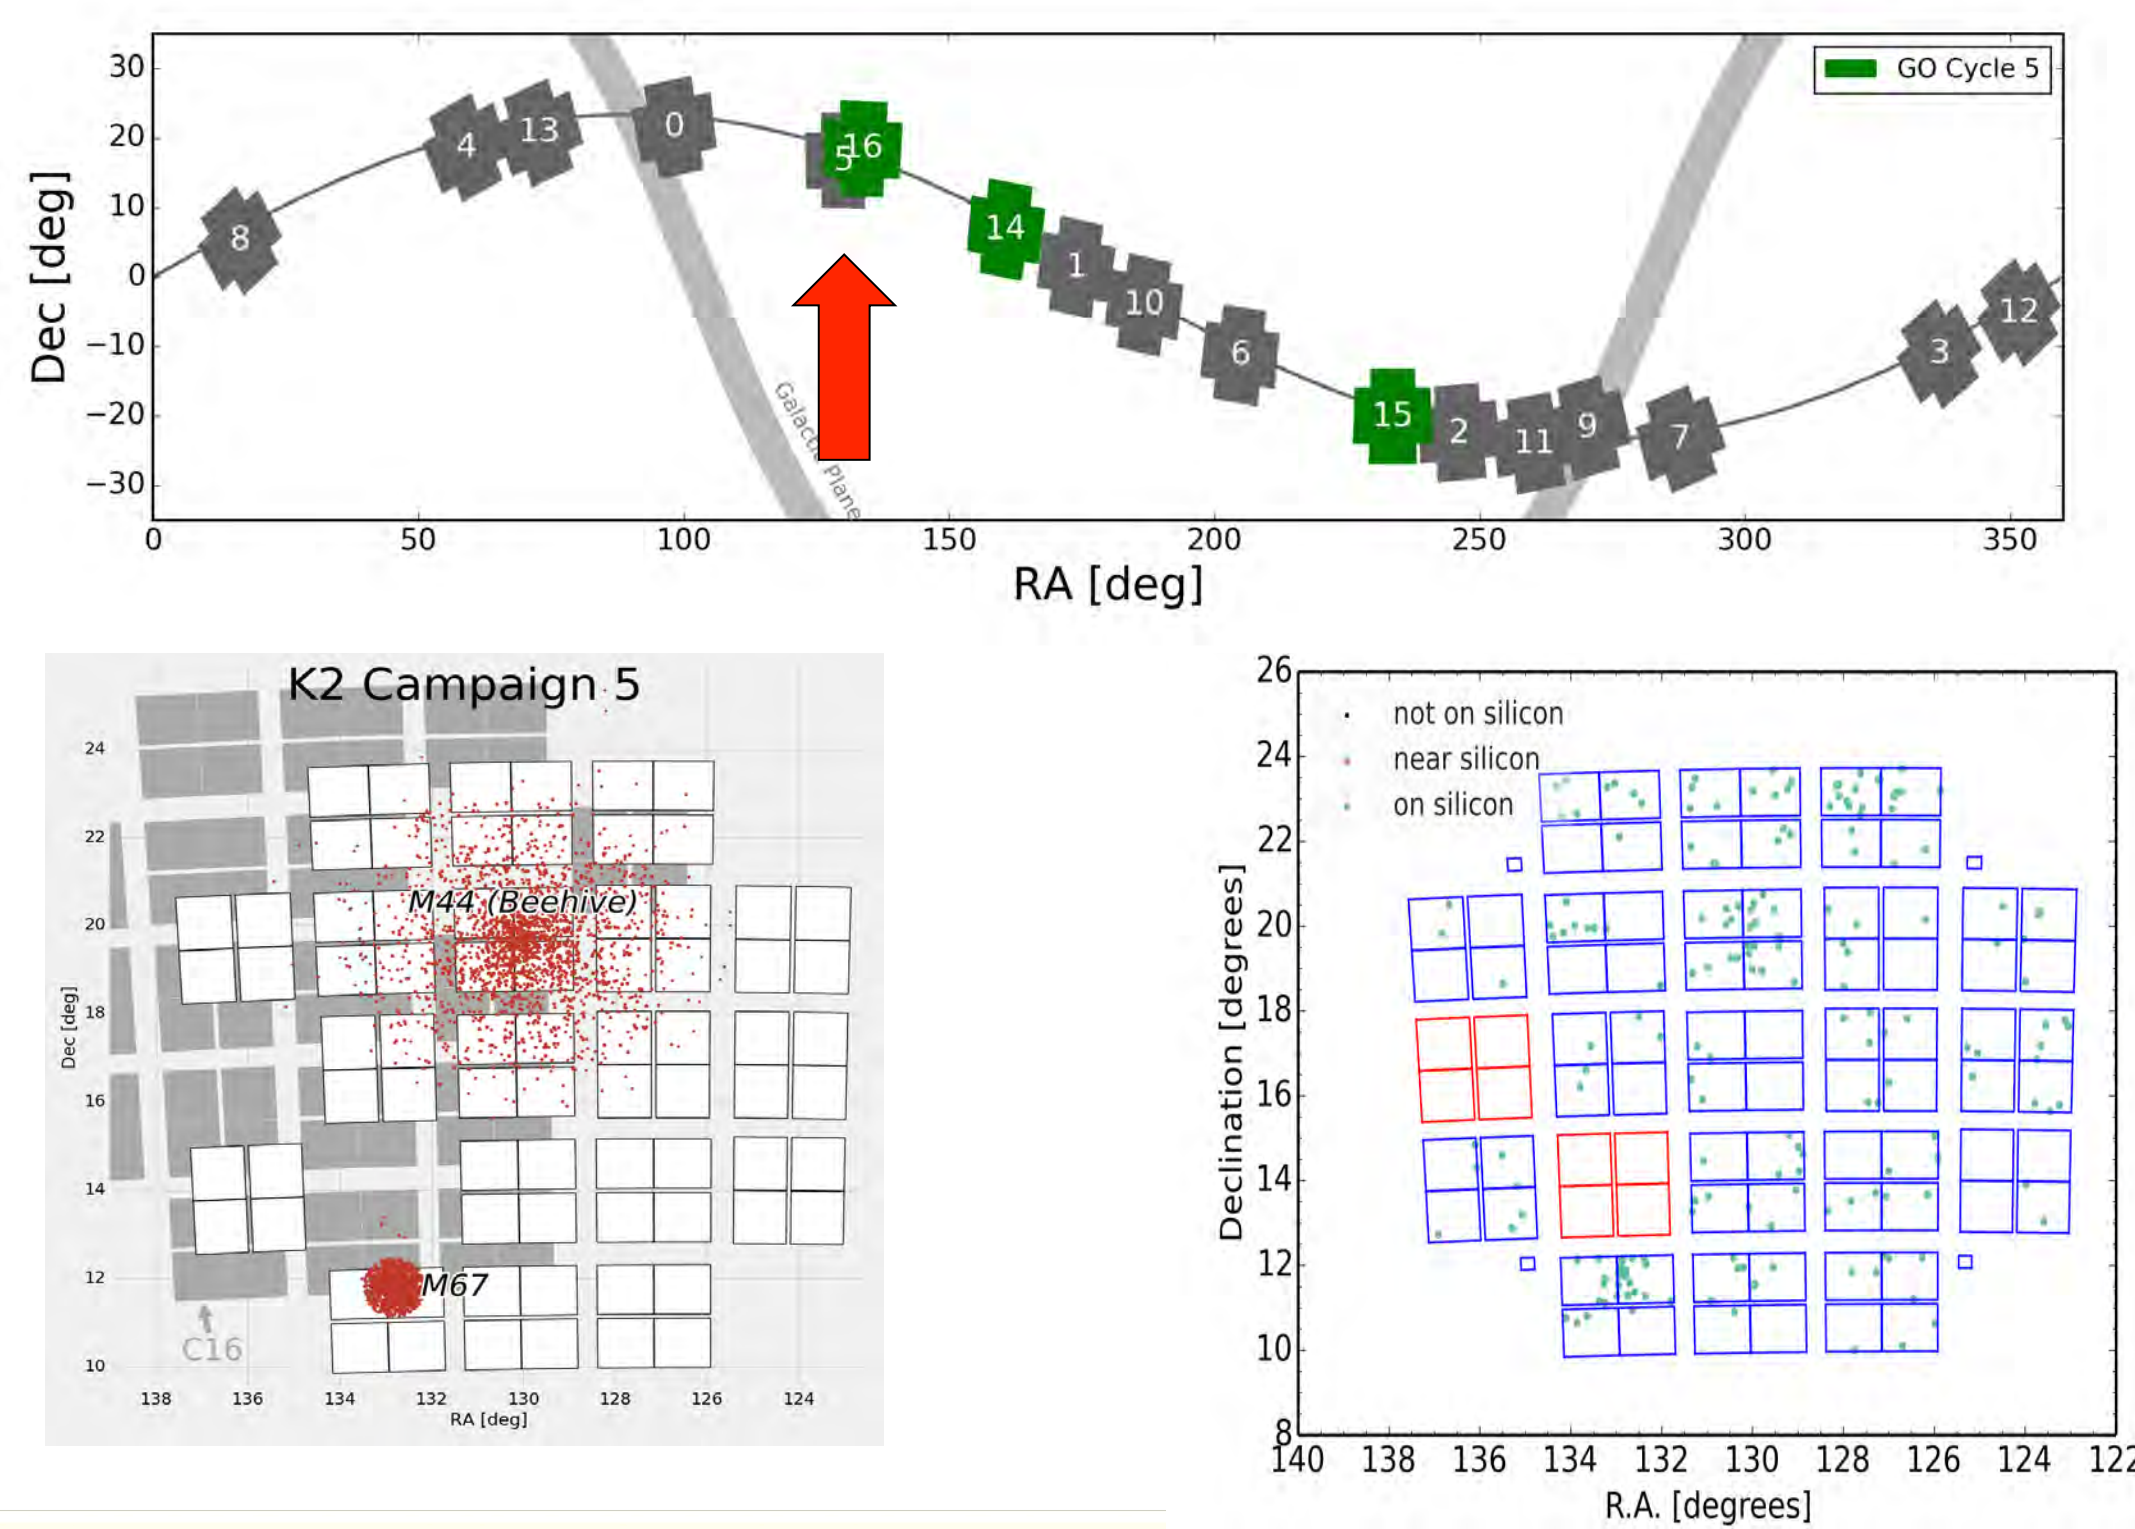 30
20
10
0
−10
−20
−30
Dec [deg]
GO Cycle 5
8
4
13
0
5
16
14
1
10
6
15
2
11
9
7
3
12
Galactic Plane
0 50 100 150 200 250 300 350
RA [deg]
K2 Campaign 5
24
22
20
18
16
14
12
10
Dec [deg]
M44 (Beehive)
M67
C16
138 136 134 132 130 128 126 124
RA [deg]
26
24
22
20
18
16
14
12
10
8
Declination [degrees]
not on silicon
near silicon
on silicon
140 138 136 134 132 130 128 126 124 122
R.A. [degrees]